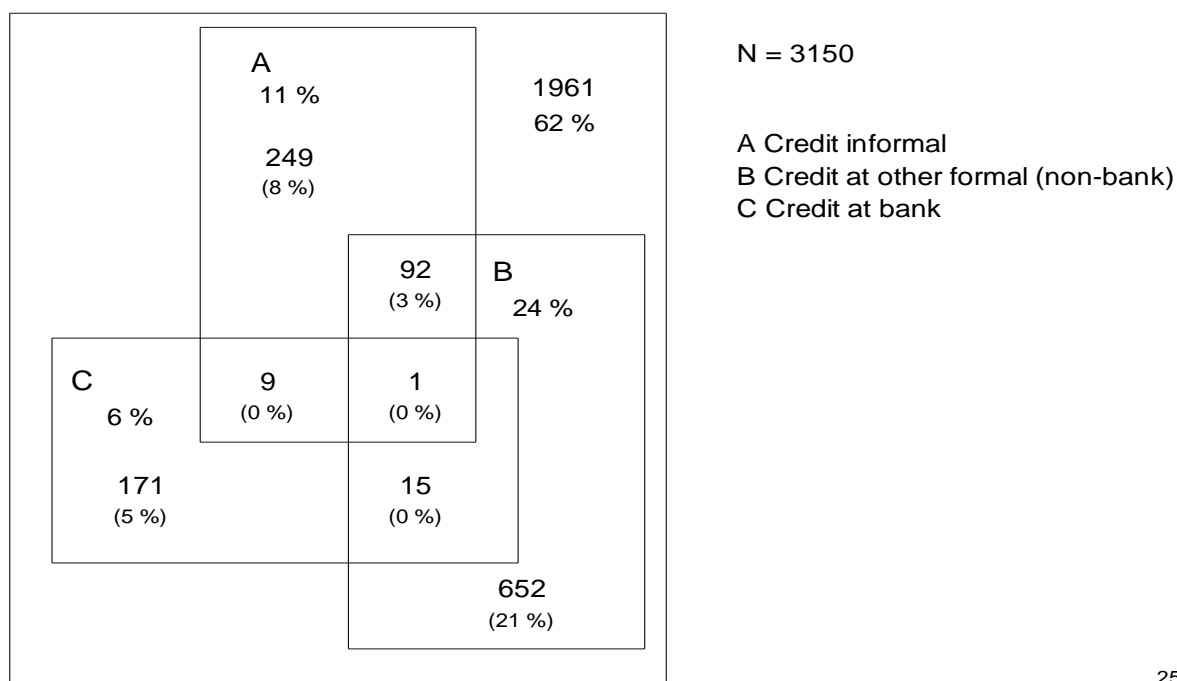 A
11 %
249
(8 %)
1961
62 %
92
(3 %)
B
24 %
C
6 %
9
(0 %)
1
(0 %)
171
(5 %)
15
(0 %)
652
(21 %)
N = 3150
A Credit informal
B Credit at other formal (non-bank)
C Credit at bank
25